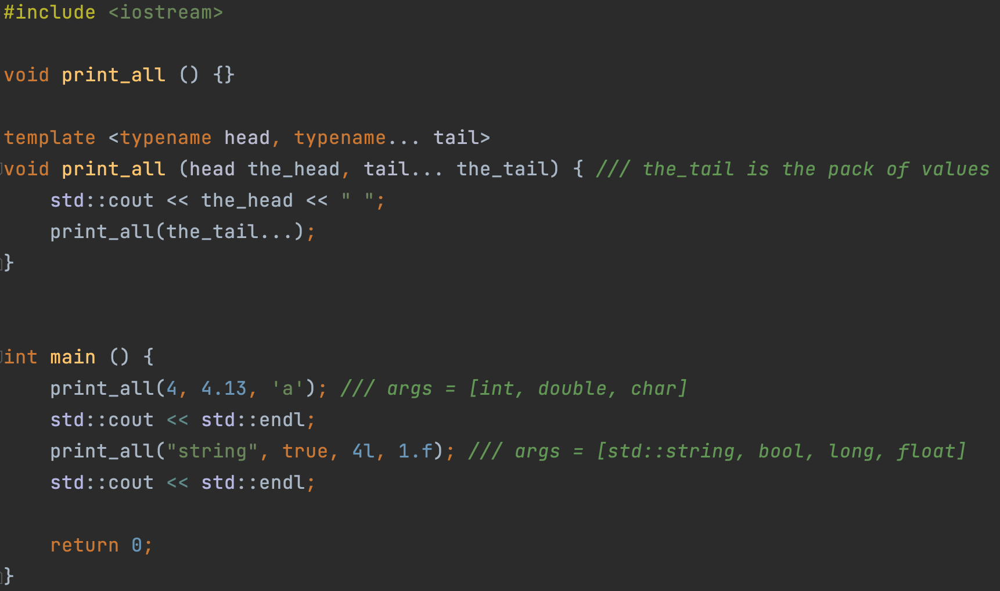 #include <iostream>
void print_all () {}
template <typename head, typename... tail>
void print_all (head the_head, tail... the_tail) { /// the_tail is the pack of values
    std::cout << the_head << " ";
    print_all(the_tail...);
}
int main () {
    print_all(4, 4.13, 'a'); /// args = [int, double, char]
    std::cout << std::endl;
    print_all("string", true, 4l, 1.f); /// args = [std::string, bool, long, float]
    std::cout << std::endl;
    return 0;
}